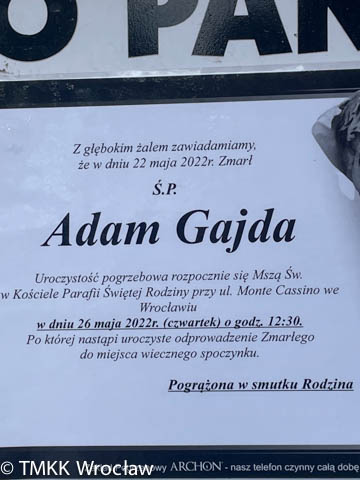 O PAN
Z głębokim żalem zawiadamiamy,
że w dniu 22 maja 2022r. Zmarł
Ś.P.
Adam Gajda
Uroczystość pogrzebowa rozpocznie się Mszą Św.
w Kościele Parafii Świętej Rodziny przy ul. Monte Cassino we
Wrocławiu
w dniu 26 maja 2022r. (czwartek) o godz. 12:30.
Po której nastąpi uroczyste odprowadzenie Zmarłego
do miejsca wiecznego spoczynku.
Pogrążona w smutku Rodzina
ARCHON - nasz telefon czynny całą dobę
© TMKK Wrocław